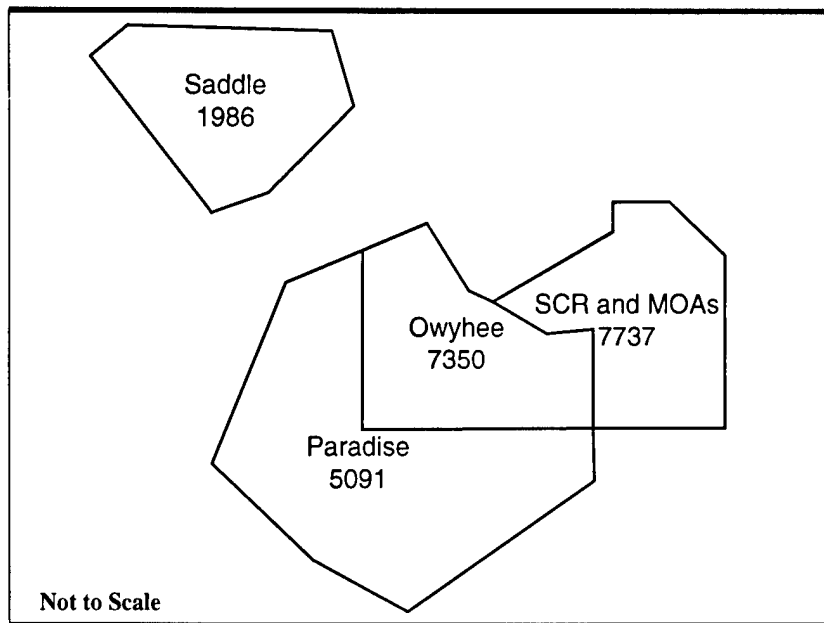 Saddle
1986
SCR and MOAs
7737
Owyhee
7350
Paradise
5091
Not to Scale